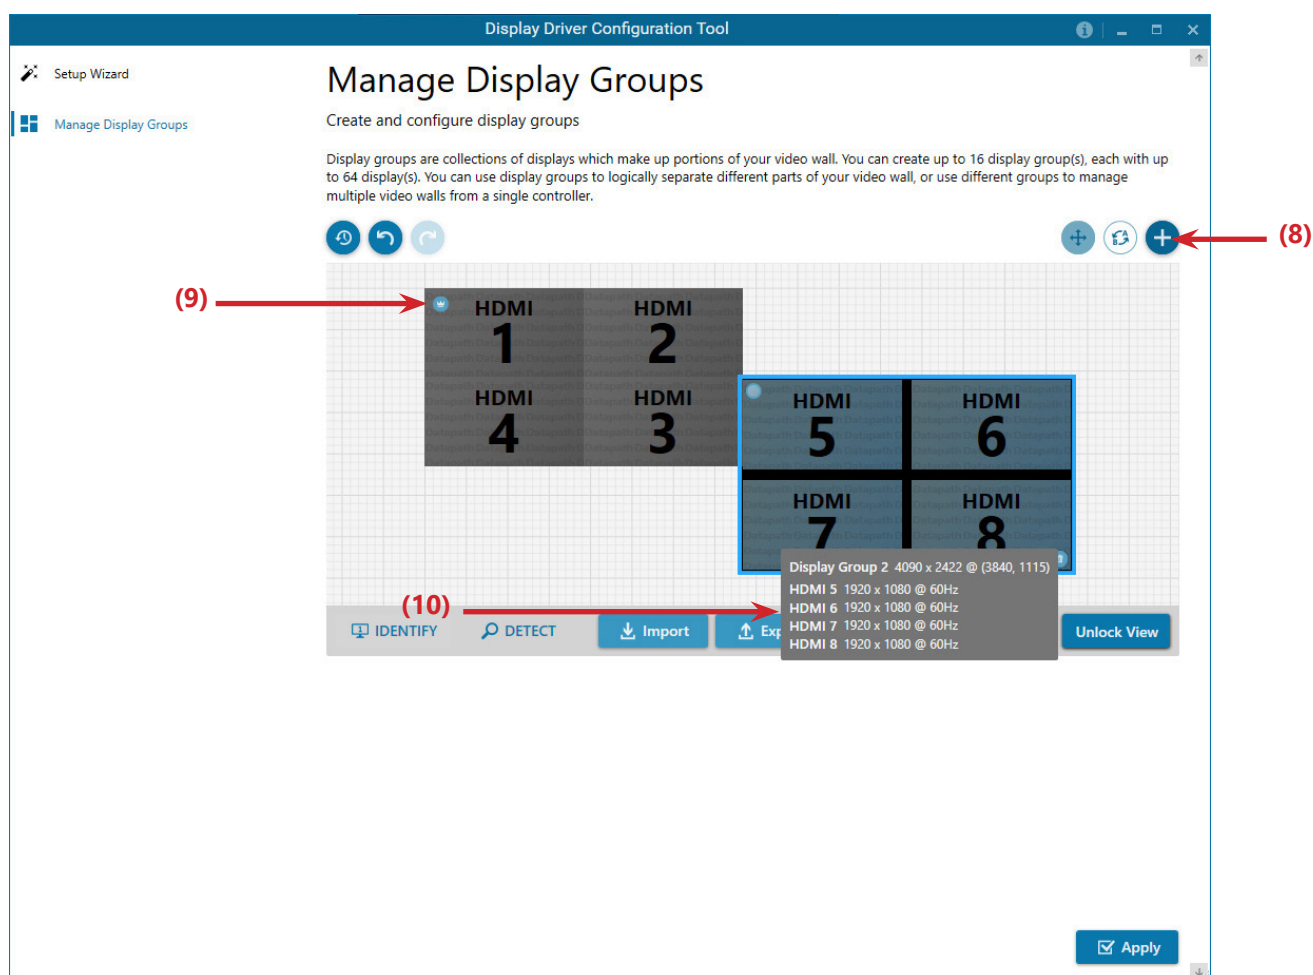 Display Driver Configuration Tool
Setup Wizard
Manage Display Groups
Manage Display Groups
Create and configure display groups
Display groups are collections of displays which make up portions of your video wall. You can create up to 16 display group(s), each with up
to 64 display(s). You can use display groups to logically separate different parts of your video wall, or use different groups to manage
multiple video walls from a single controller.
(8)
(9)
HDMI 1
HDMI 2
HDMI 4
HDMI 3
HDMI 5
HDMI 6
HDMI 7
HDMI 8
Display Group 2 4090 x 2422 @ (3840, 1115)
HDMI 5 1920 x 1080 @ 60Hz
HDMI 6 1920 x 1080 @ 60Hz
HDMI 7 1920 x 1080 @ 60Hz
HDMI 8 1920 x 1080 @ 60Hz
(10)
IDENTIFY
DETECT
Import
Exp
Unlock View
Apply